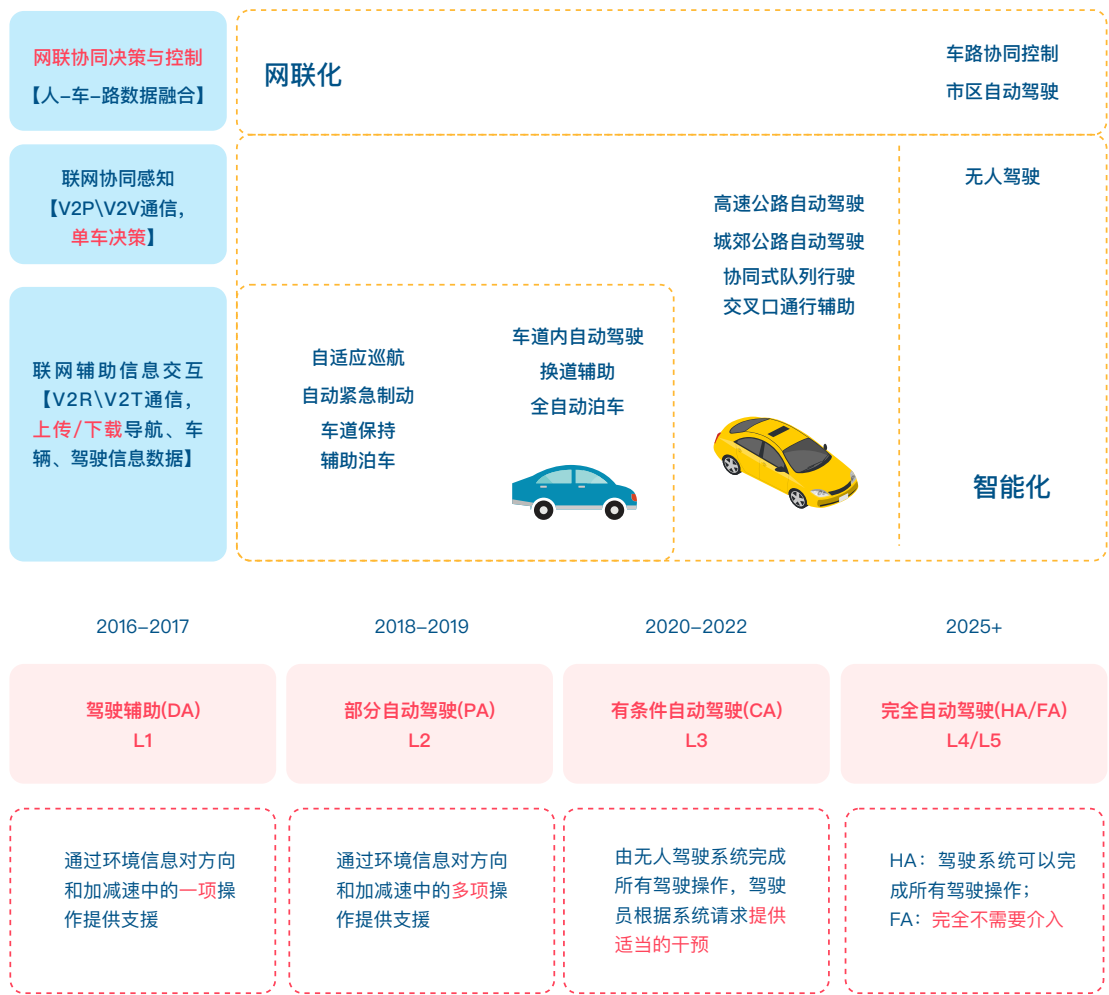 网联协同决策与控制
【人-车-路数据融合】
网联化
车路协同控制
市区自动驾驶
联网协同感知
【V2P\V2V通信，
单车决策】
无人驾驶
高速公路自动驾驶
城郊公路自动驾驶
协同式队列行驶
交叉口通行辅助
联网辅助信息交互
【V2R\V2T通信，
上传/下载导航、车
辆、驾驶信息数据】
自适应巡航
自动紧急制动
车道保持
辅助泊车
车道内自动驾驶
换道辅助
全自动泊车
智能化
2016-2017
2018-2019
2020-2022
2025+
驾驶辅助(DA)
L1
部分自动驾驶(PA)
L2
有条件自动驾驶(CA)
L3
完全自动驾驶(HA/FA)
L4/L5
通过环境信息对方向
和加减速中的一项操
作提供支援
通过环境信息对方向
和加减速中的多项操
作提供支援
由无人驾驶系统完成
所有驾驶操作，驾驶
员根据系统请求提供
适当的干预
HA：驾驶系统可以完
成所有驾驶操作；
FA：完全不需要介入